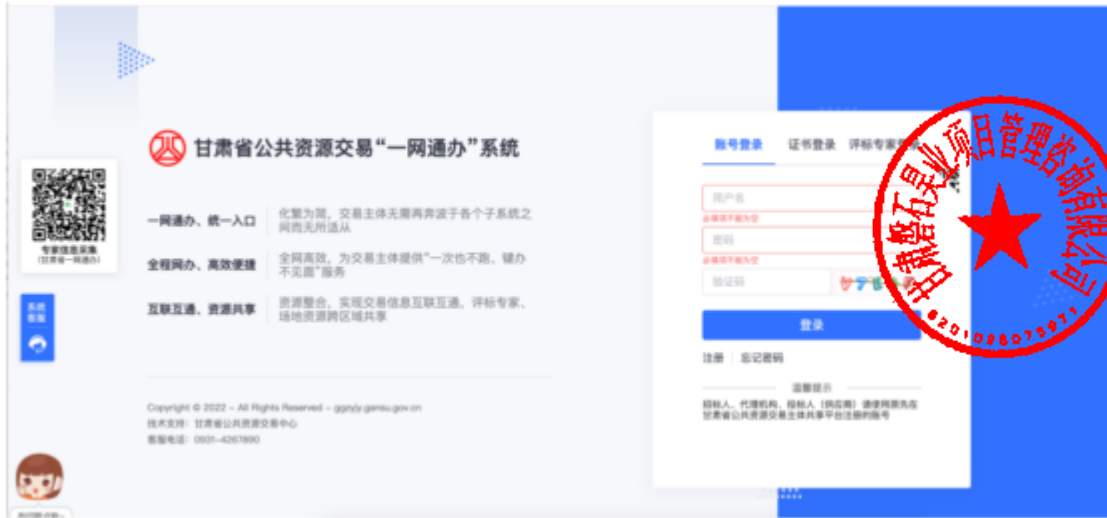 甘肃省公共资源交易“一网通办”系统
一网通办、统一入口
化繁为简，交易主体无需再奔波于各个子系统之
间而无所适从
全程网办、高效便捷
全网高效，为交易主体提供“一次也不跑、键办
不见面”服务
互联互通、资源共享
资源整合，实现交易信息互联互通，评标专家、
场地资源跨区域共享
Copyright © 2022 - All Rights Reserved - ggzyjy.gansu.gov.cn
技术支持：甘肃省公共资源交易中心
客服电话：0931-4267890
专家信息采集
(甘肃省一网通办)
系统
客服
账号登录 证书登录 评标专家登录
用户名
必填项不能为空
密码
必填项不能为空
验证码
登录
注册 忘记密码
温馨提示
招标人、代理机构、投标人（供应商）请使用原先在
甘肃省公共资源交易主体共享平台注册的账号
甘肃磐石昊业项目管理咨询有限公司